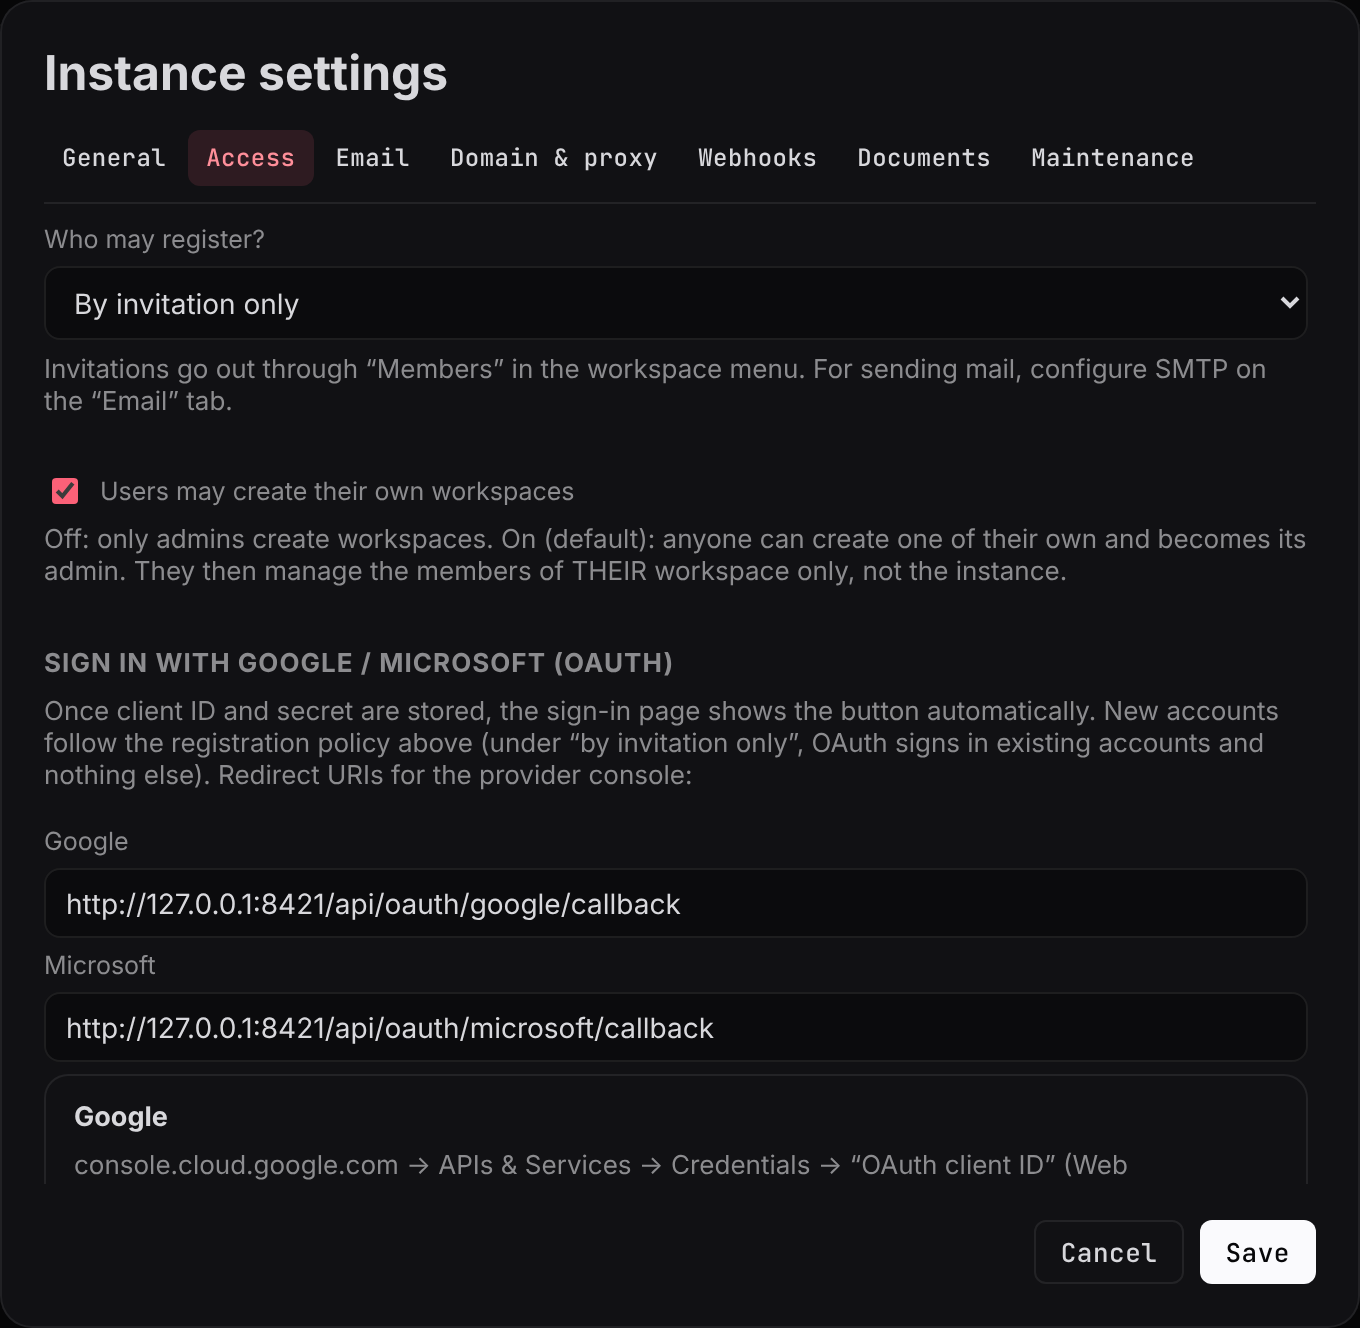 Instance settings
General Access Email Domain & proxy Webhooks Documents Maintenance
Who may register?
By invitation only
Invitations go out through “Members” in the workspace menu. For sending mail, configure SMTP on
the “Email” tab.
Users may create their own workspaces
Off: only admins create workspaces. On (default): anyone can create one of their own and becomes its
admin. They then manage the members of THEIR workspace only, not the instance.
SIGN IN WITH GOOGLE / MICROSOFT (OAUTH)
Once client ID and secret are stored, the sign-in page shows the button automatically. New accounts
follow the registration policy above (under “by invitation only”, OAuth signs in existing accounts and
nothing else). Redirect URIs for the provider console:
Google
http://127.0.0.1:8421/api/oauth/google/callback
Microsoft
http://127.0.0.1:8421/api/oauth/microsoft/callback
Google
console.cloud.google.com → APIs & Services → Credentials → “OAuth client ID” (Web
Cancel Save